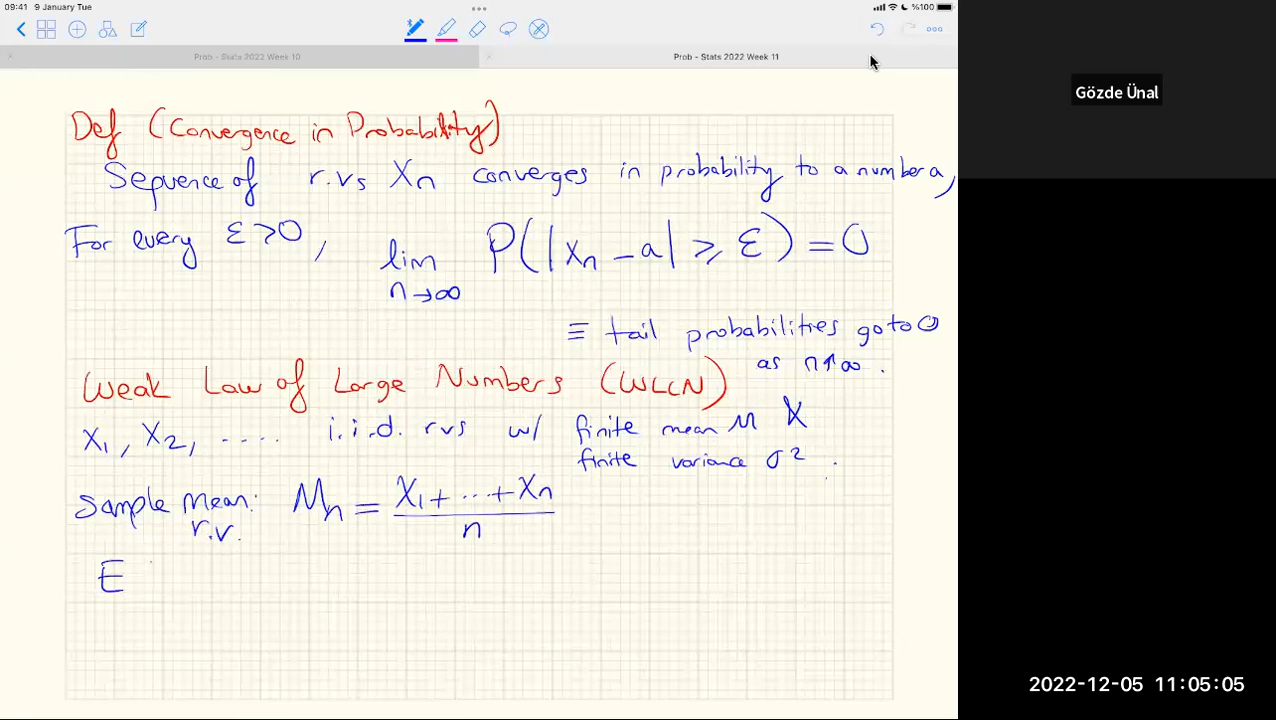 09:41 9 January Tue
%100
Prob - Stats 2022 Week 10
Prob - Stats 2022 Week 11
Gözde Ünal
Def (Convergence in Probability)
Sequence of r.vs Xn converges in probability to a number a,
For every ε>0, lim n→∞ P(|Xn - a| ≥ ε) = 0
≡ tail probabilities go to 0
as n↑∞.
Weak Law of Large Numbers (WLLN)
X1, X2, .... i.i.d. rvs w/ finite mean M
finite variance σ².
Sample Mean: Mn = X1 + ... + Xn / n
r.v.
E
2022-12-05 11:05:05